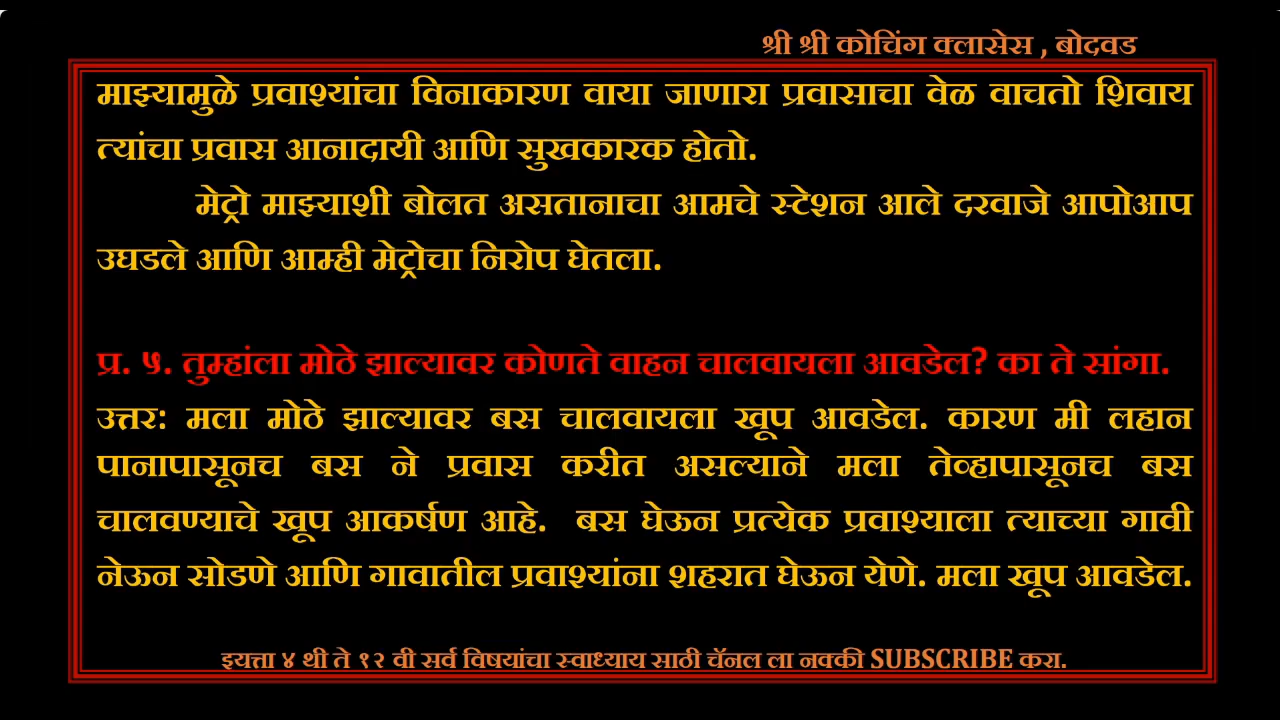 श्री श्री कोचिंग क्लासेस , बोदवड
माझ्यामुळे प्रवाश्यांचा विनाकारण वाया जाणारा प्रवासाचा वेळ वाचतो शिवाय
त्यांचा प्रवास आनादायी आणि सुखकारक होतो.
मेट्रो माझ्याशी बोलत असतानाचा आमचे स्टेशन आले दरवाजे आपोआप
उघडले आणि आम्ही मेट्रोचा निरोप घेतला.
प्र. ५. तुम्हांला मोठे झाल्यावर कोणते वाहन चालवायला आवडेल? का ते सांगा.
उत्तर: मला मोठे झाल्यावर बस चालवायला खूप आवडेल. कारण मी लहान
पानापासूनच बस ने प्रवास करीत असल्याने मला तेव्हापासूनच बस
चालवण्याचे खूप आकर्षण आहे. बस घेऊन प्रत्येक प्रवाश्याला त्याच्या गावी
नेऊन सोडणे आणि गावातील प्रवाश्यांना शहरात घेऊन येणे. मला खूप आवडेल.
इयत्ता ४ थी ते १२ वी सर्व विषयांचा स्वाध्याय साठी चॅनल ला नक्की SUBSCRIBE करा.